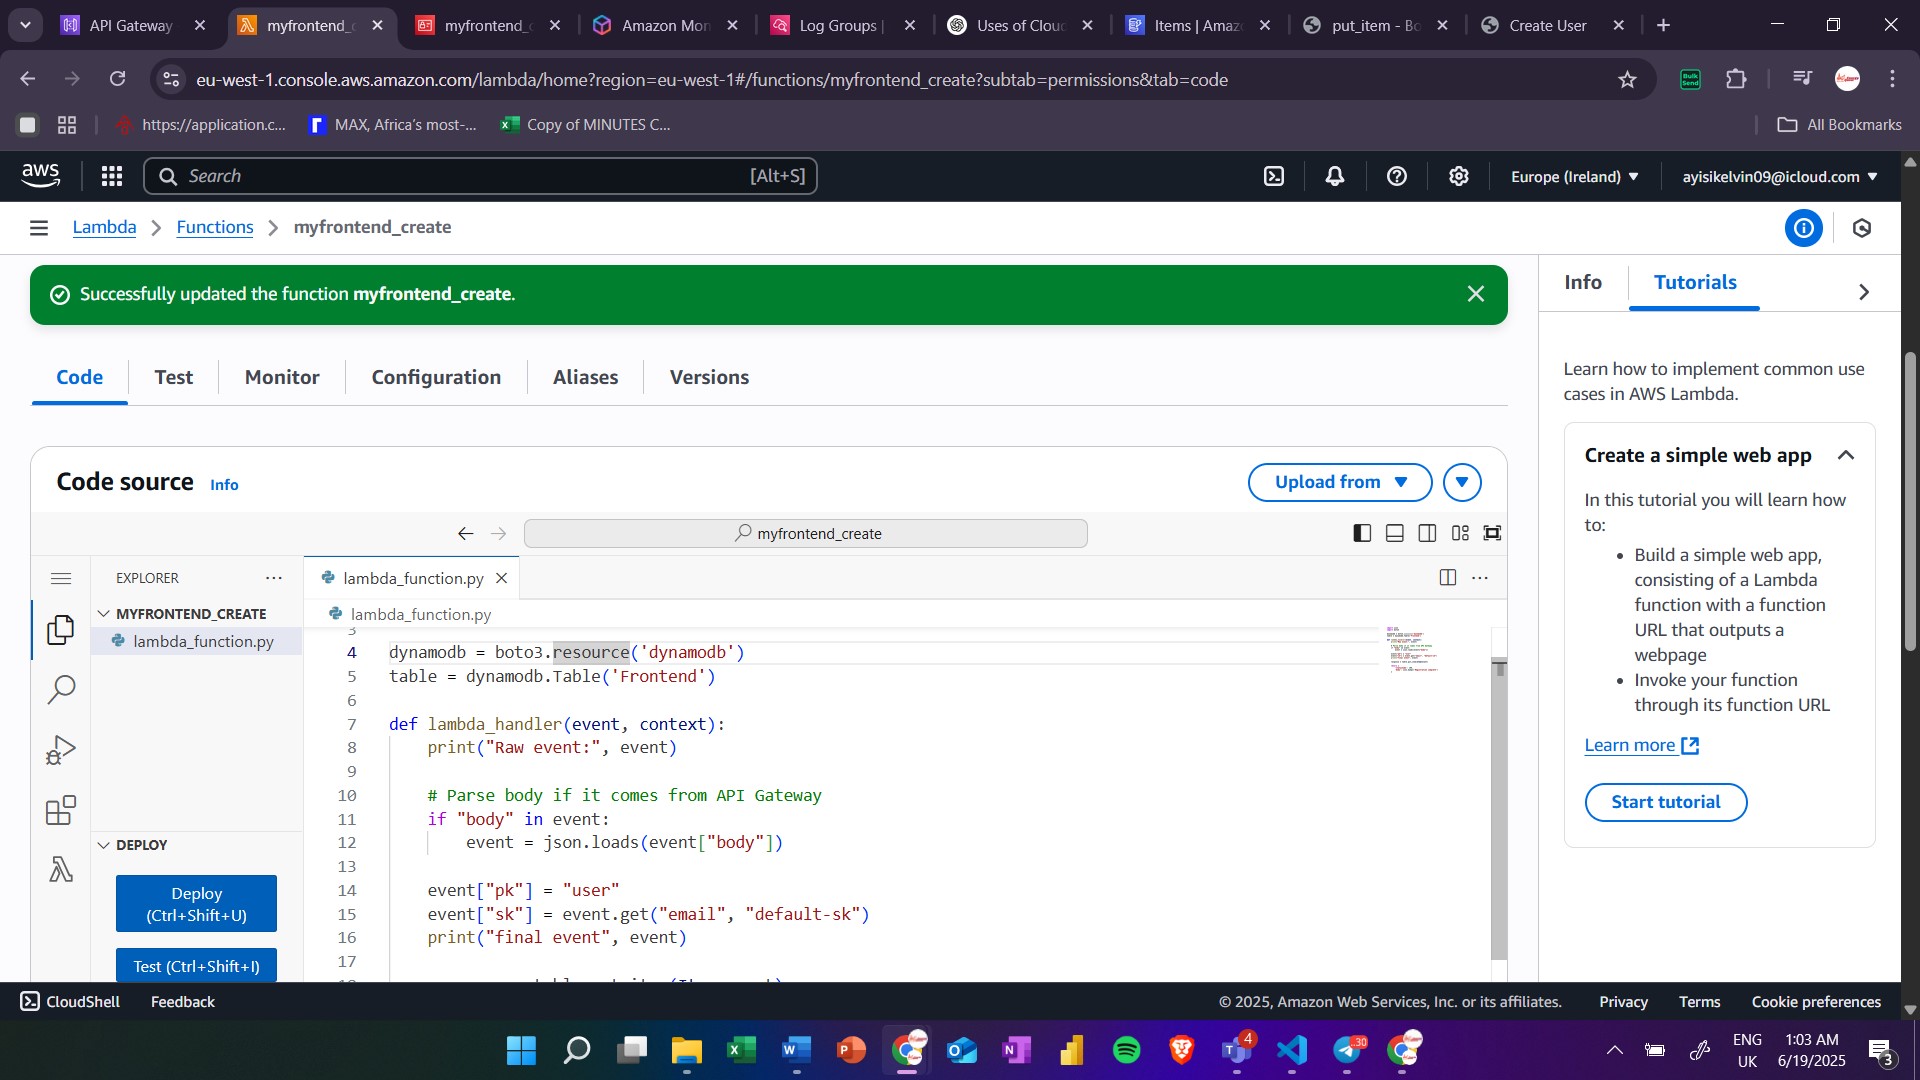 API Gateway
myfrontend_c
myfrontend_c
Amazon Mon
Log Groups |
Uses of Cloud
Items | Amaz
put_item - Bo
Create User
eu-west-1.console.aws.amazon.com/lambda/home?region=eu-west-1#/functions/myfrontend_create?subtab=permissions&tab=code
Bulk Send
https://application.c...
MAX, Africa's most-...
Copy of MINUTES C...
All Bookmarks
aws
Search
[Alt+S]
Europe (Ireland)
ayisikelvin09@icloud.com
Lambda
Functions
myfrontend_create
Successfully updated the function myfrontend_create.
Info
Tutorials
Code
Test
Monitor
Configuration
Aliases
Versions
Learn how to implement common use
cases in AWS Lambda.
Create a simple web app
In this tutorial you will learn how
to:
• Build a simple web app,
consisting of a Lambda
function with a function
URL that outputs a
webpage
• Invoke your function
through its function URL
Learn more
Start tutorial
Code source Info
Upload from
myfrontend_create
EXPLORER
MYFRONTEND_CREATE
lambda_function.py
DEPLOY
Deploy
(Ctrl+Shift+U)
Test (Ctrl+Shift+I)
lambda_function.py
lambda_function.py
3
4 dynamodb = boto3.resource('dynamodb')
5 table = dynamodb.Table('Frontend')
6
7 def lambda_handler(event, context):
8 print("Raw event:", event)
9
10 # Parse body if it comes from API Gateway
11 if "body" in event:
12 event = json.loads(event["body"])
13
14 event["pk"] = "user"
15 event["sk"] = event.get("email", "default-sk")
16 print("final event", event)
17
CloudShell
Feedback
© 2025, Amazon Web Services, Inc. or its affiliates.
Privacy
Terms
Cookie preferences
4
.30
ENG
UK
1:03 AM
6/19/2025
3